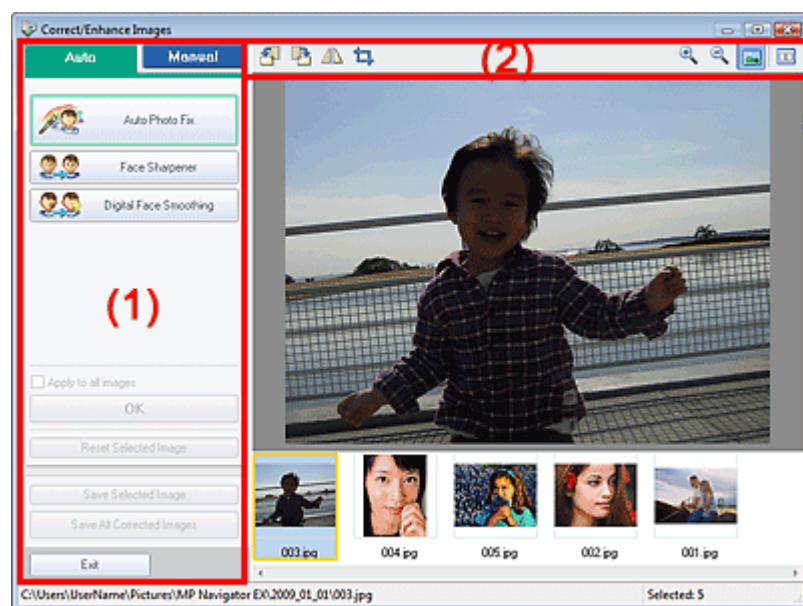 Correct/Enhance Images
Auto Manual
(2)
Auto Photo Fix
Face Sharpener
Digital Face Smoothing
(1)
Apply to all images
OK
Reset Selected Image
Save Selected Image
Save All Corrected Images
Exit
003.jpg 004.jpg 005.jpg 002.jpg 001.jpg
C:\Users\UserName\Pictures\MP Navigator EX\2009_01_01\003.jpg Selected: 5